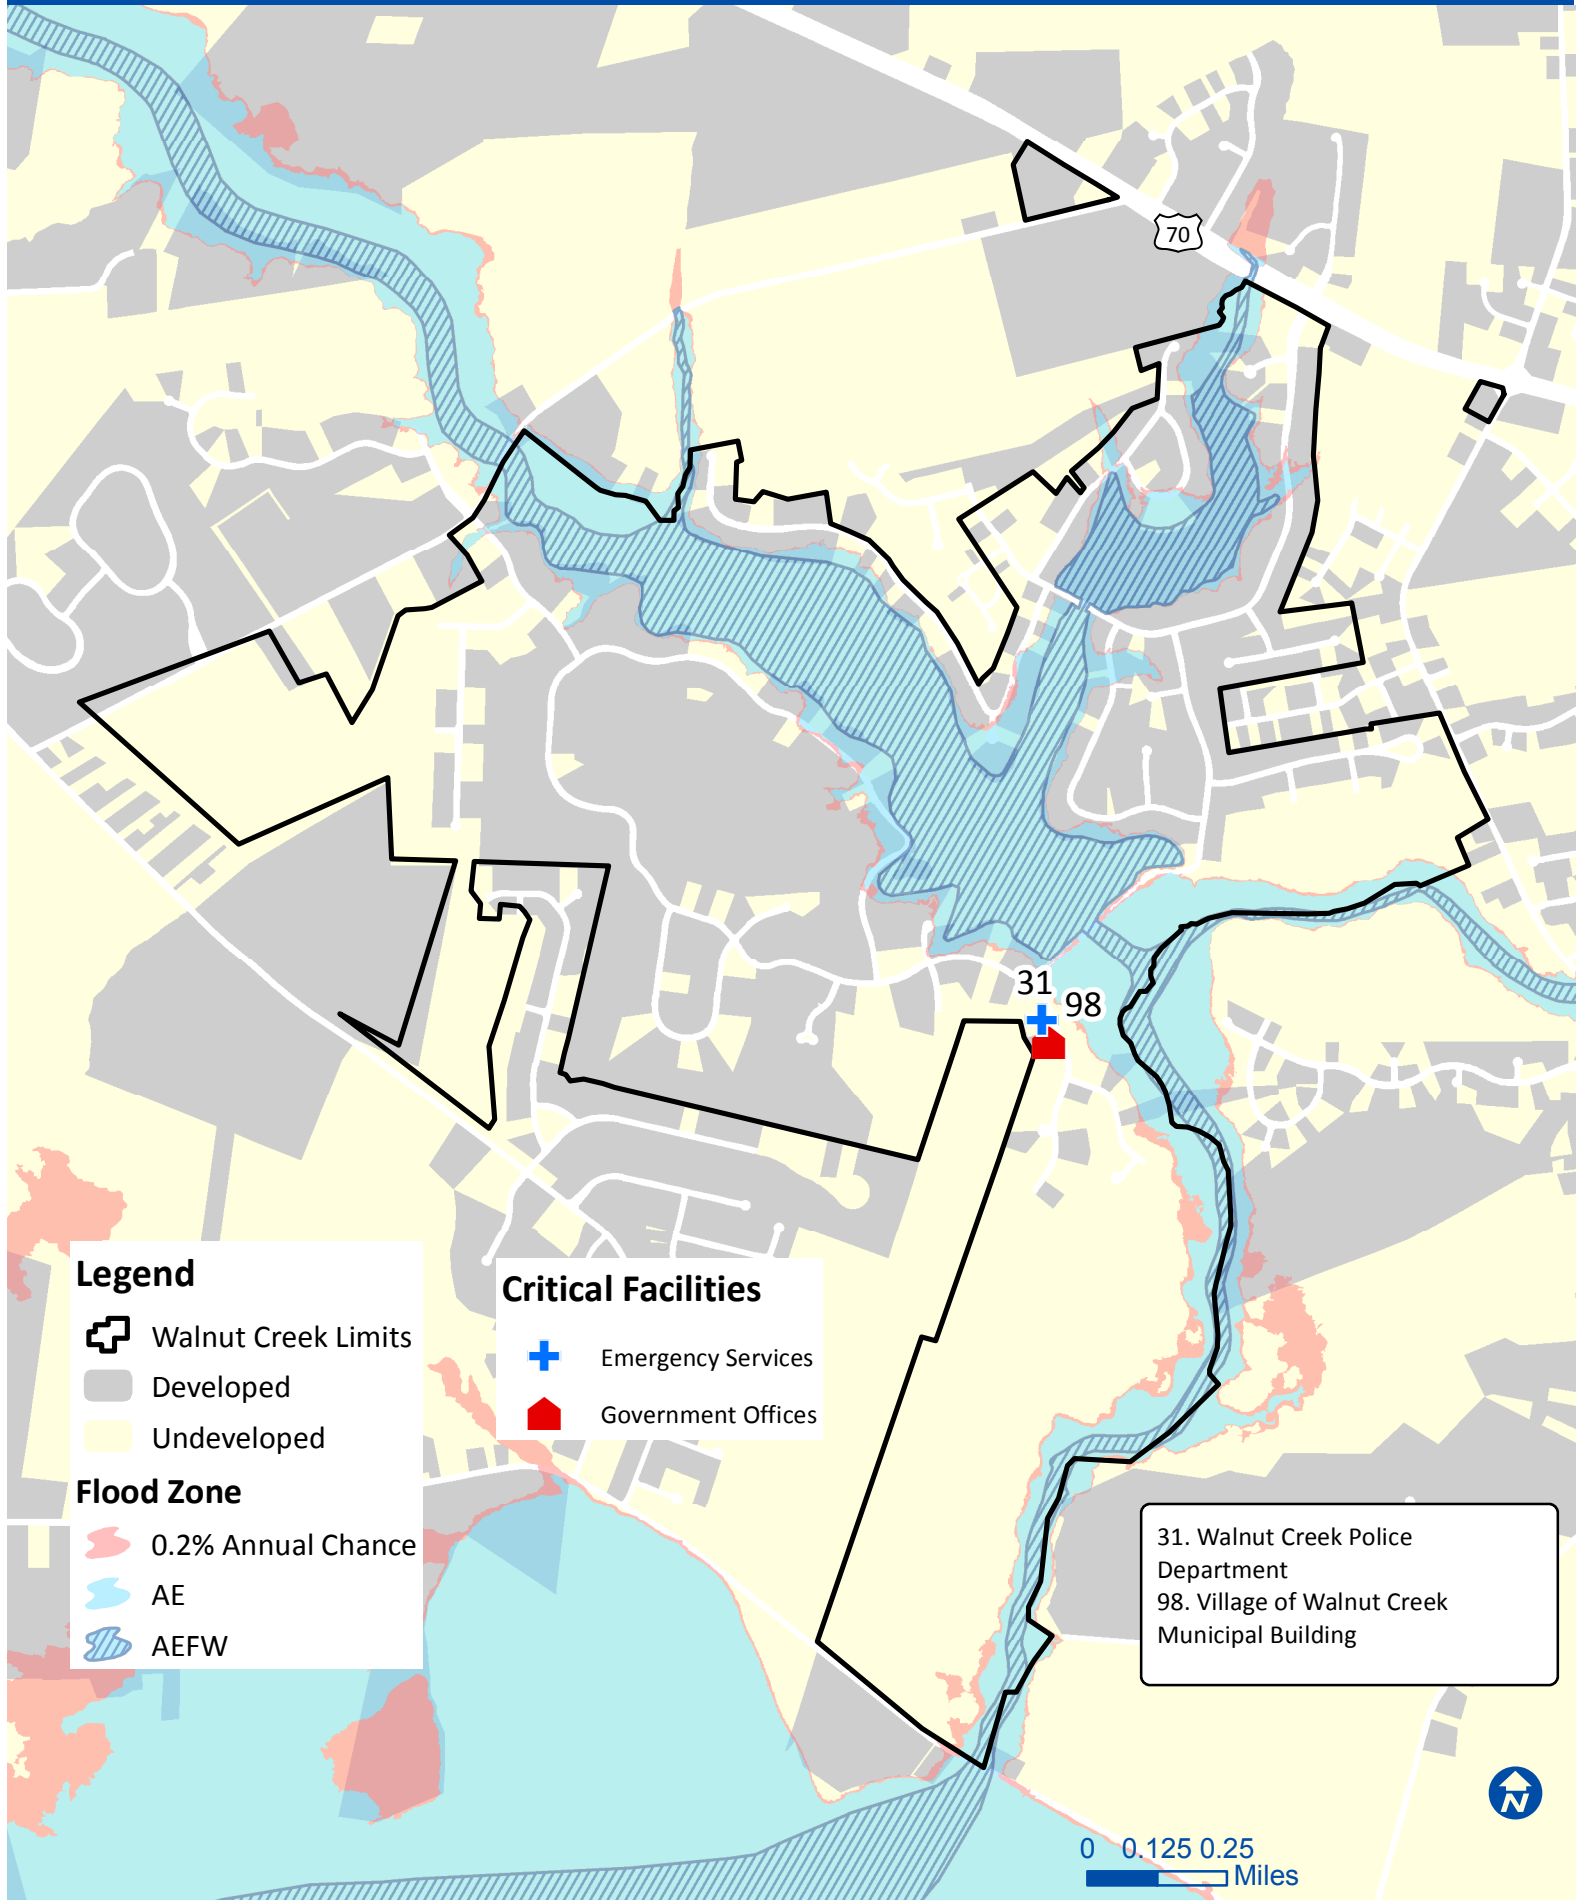 70
31
98
Legend
Walnut Creek Limits
Developed
Undeveloped
Flood Zone
0.2% Annual Chance
AE
AEFW
Critical Facilities
Emergency Services
Government Offices
31. Walnut Creek Police
Department
98. Village of Walnut Creek
Municipal Building
N
0 0.125 0.25
Miles